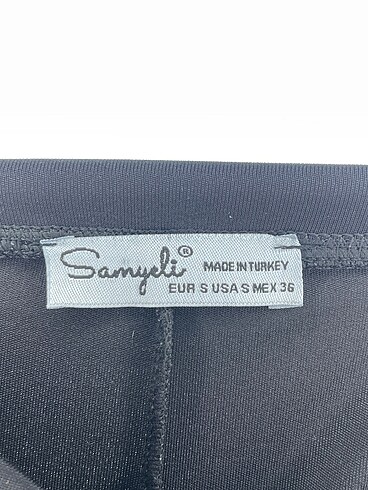 Samyeli® MADE IN TURKEY
EUR S USA S MEX 36